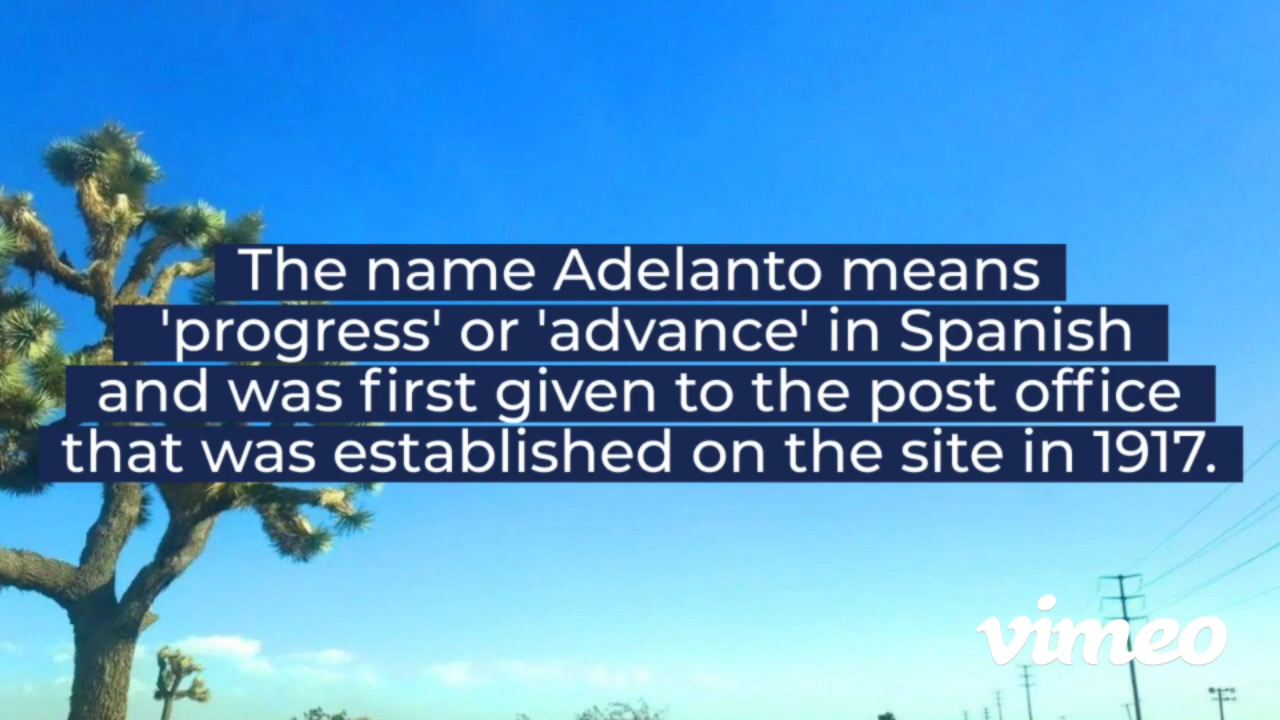 The name Adelanto means
'progress' or 'advance' in Spanish
and was first given to the post office
that was established on the site in 1917.
vimeo